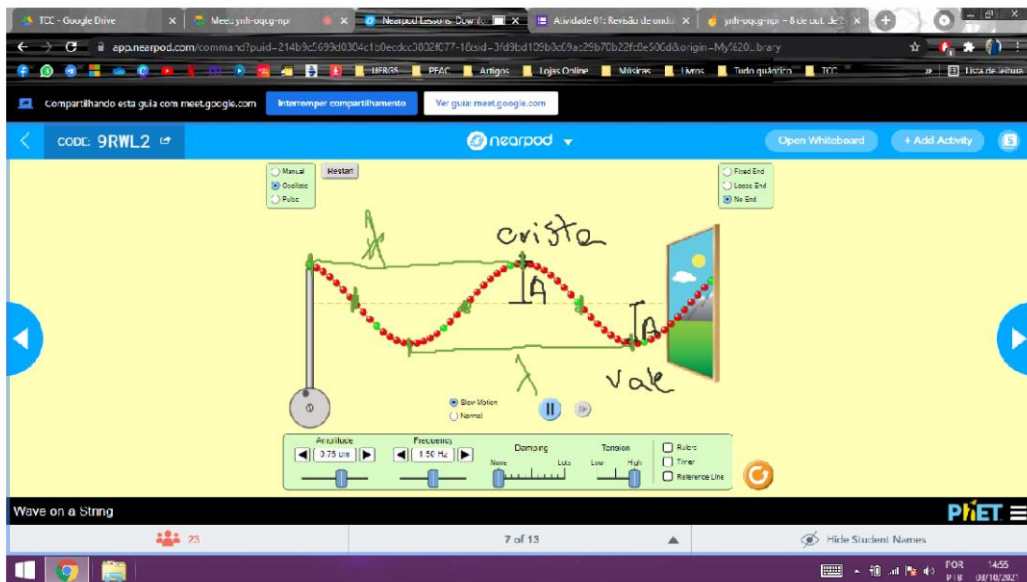 TCC - Google Drive
Meet: ynh-oqcg-npr
Nearpod Lessons: Downlo
Atividade 01: Revisão de ond
ynh-oqcg-npr – 8 de out. de 2
Compartilhando esta guia com meet.google.com
Interromper compartilhamento
Ver guia: meet.google.com
UFRGS
PFAC
Artigos
Lojas Online
Músicas
Livros
Tudo quântico
TCC
Lista de leitura
CODE: 9RWL2
nearpod
Open Whiteboard
+ Add Activity
S
Manual
Oscillate
Pulse
Restart
Fixed End
Loose End
No End
λ
crista
A
A
λ
Vale
Slow Motion
Normal
Amplitude
0.75 cm
Frequency
1.50 Hz
Damping
None
Lots
Tension
Low
High
Rulers
Timer
Reference Line
Wave on a String
PhET
23
7 of 13
Hide Student Names
POR
PTB
14:55
08/10/2021